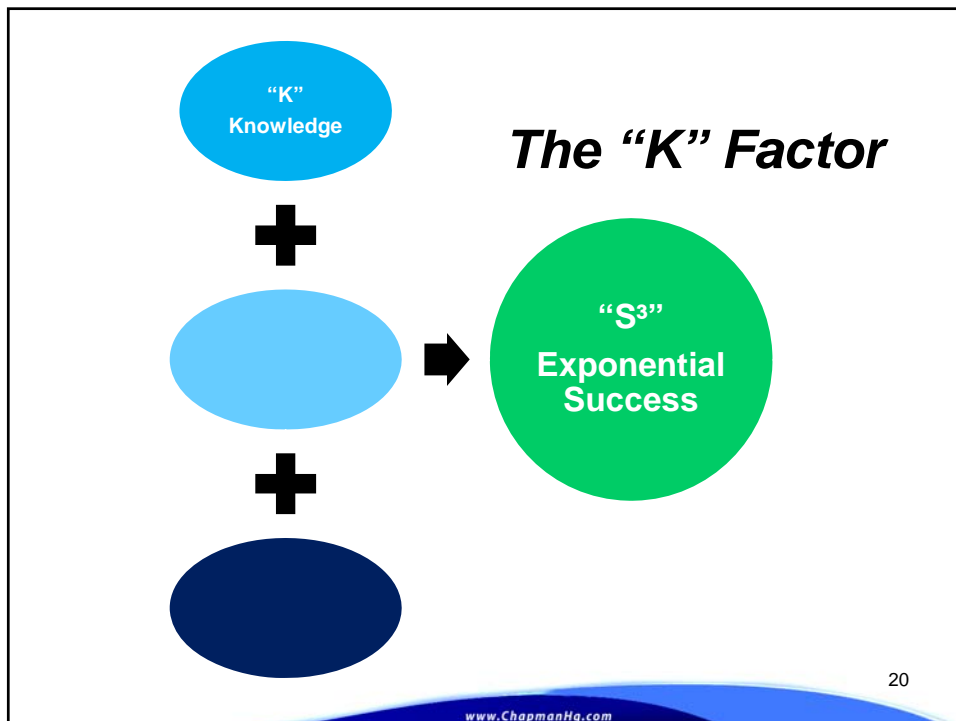 “K”
Knowledge
The “K” Factor
“S³”
Exponential
Success
20
www.ChapmanHq.com